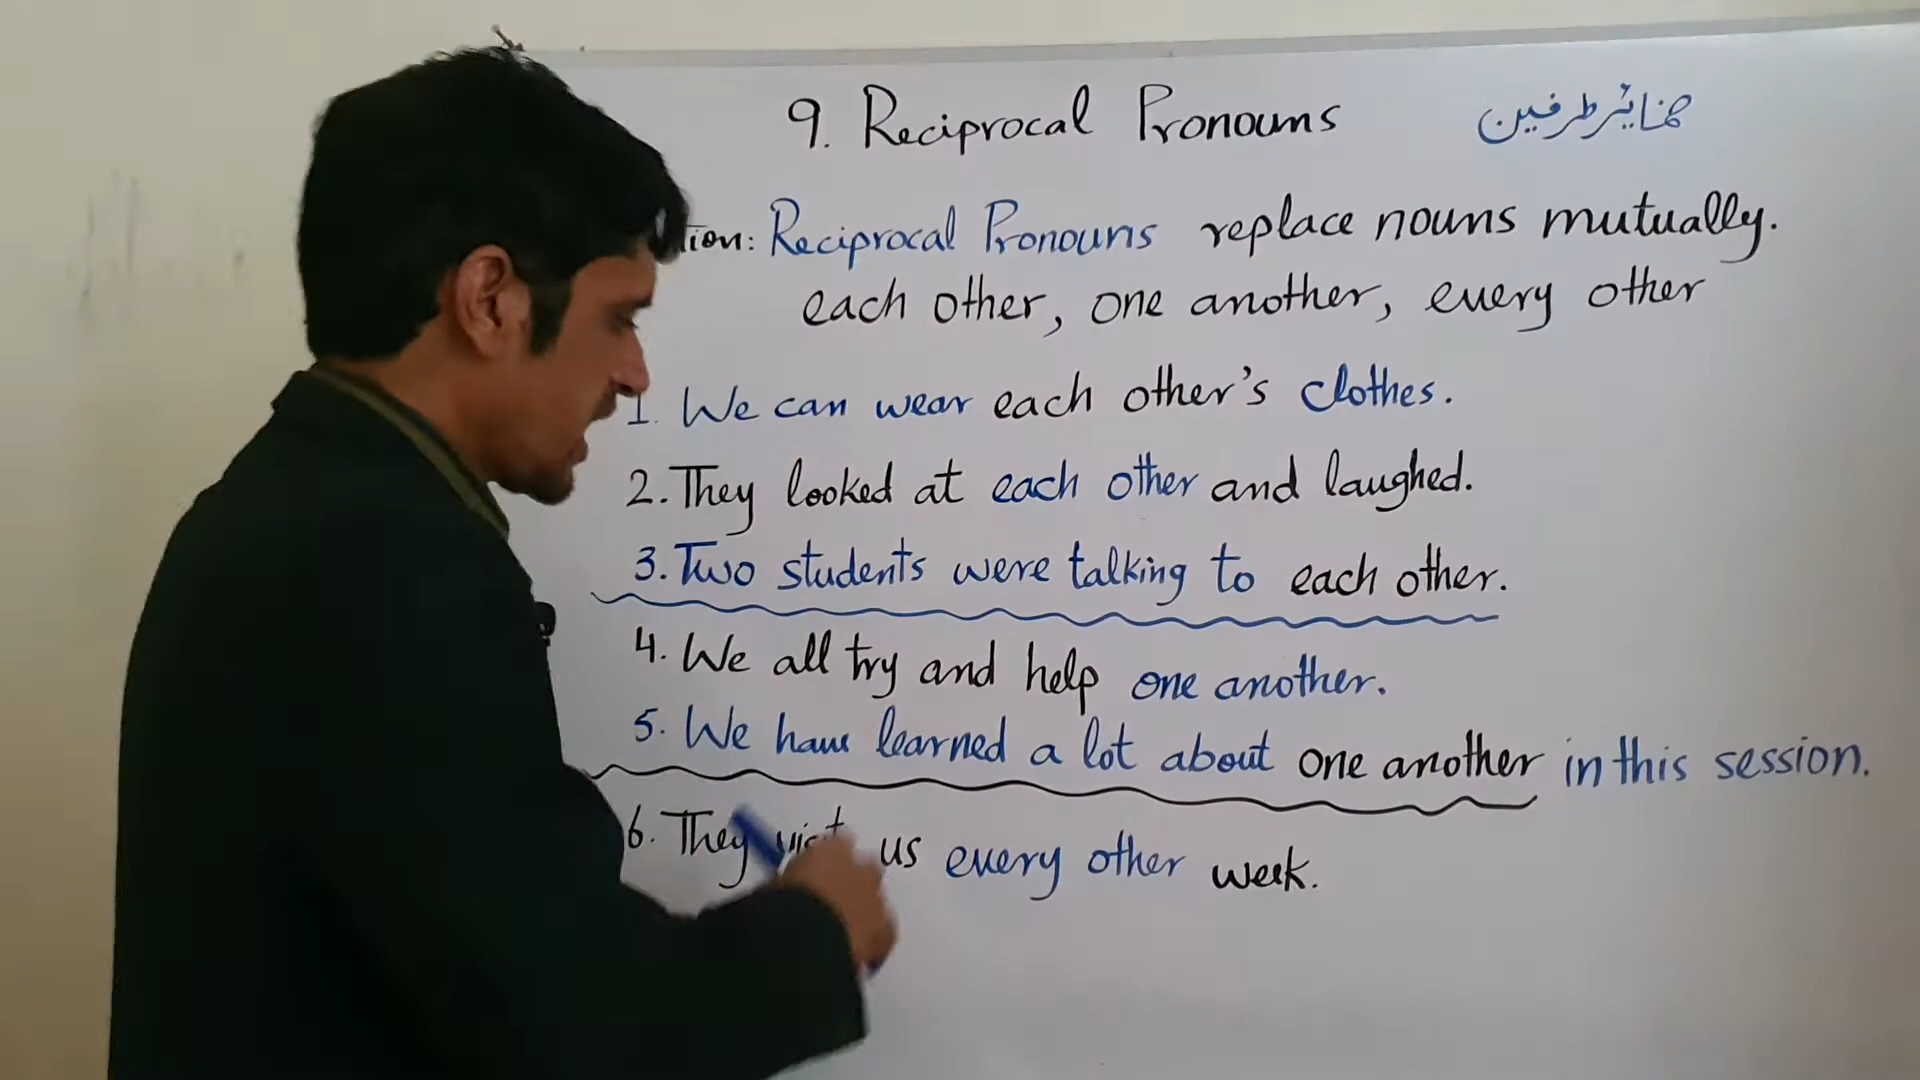 9. Reciprocal Pronouns ضمایر طرفین
tion: Reciprocal Pronouns replace nouns mutually.
each other, one another, every other
1. We can wear each other's clothes.
2. They looked at each other and laughed.
3. Two students were talking to each other.
4. We all try and help one another.
5. We have learned a lot about one another in this session.
6. They visit us every other week.